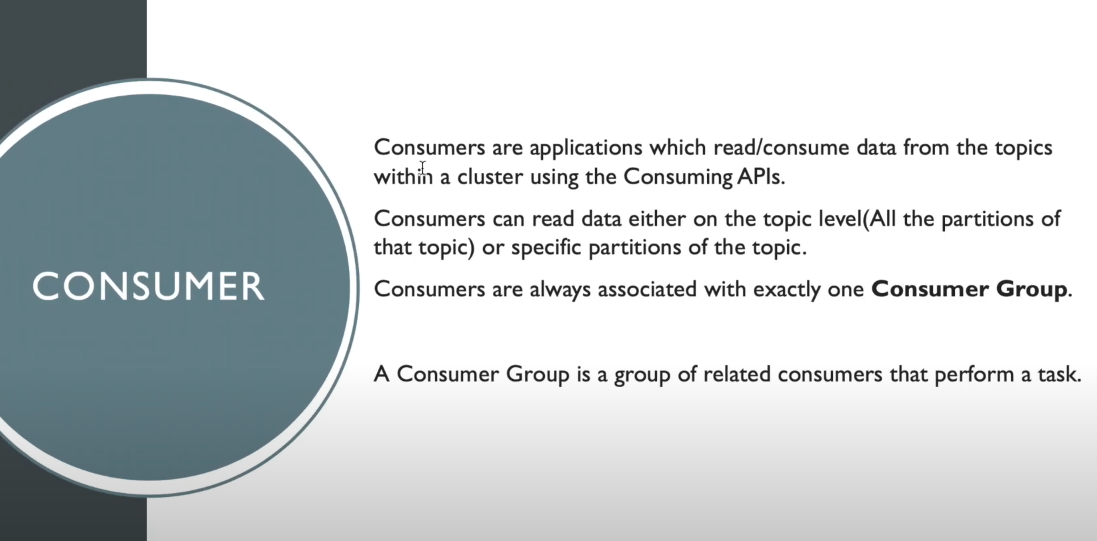 CONSUMER
Consumers are applications which read/consume data from the topics
within a cluster using the Consuming APIs.
Consumers can read data either on the topic level(All the partitions of
that topic) or specific partitions of the topic.
Consumers are always associated with exactly one Consumer Group.
A Consumer Group is a group of related consumers that perform a task.